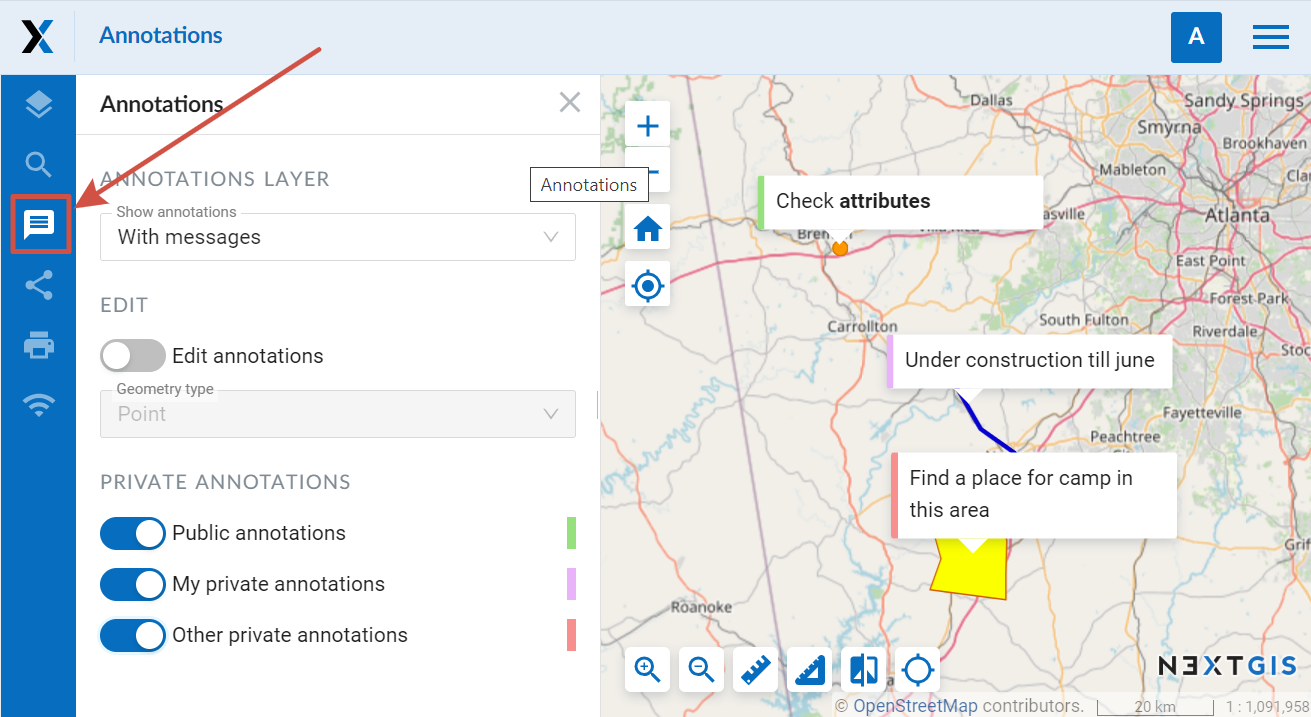 Annotations
A
Annotations
ANNOTATIONS LAYER
Show annotations
With messages
EDIT
Edit annotations
Geometry type
Point
PRIVATE ANNOTATIONS
Public annotations
My private annotations
Other private annotations
Annotations
Dallas
Sandy Springs
Smyrna
Brookhaven
Mableton
Check attributes
Atlanta
East Point
Forest Park
Carrollton
South Fulton
Riverdale
Under construction till june
Fayetteville
Peachtree
Find a place for camp in
this area
Roanoke
NEXTGIS
© OpenStreetMap contributors.
20 km
1 : 1,091,958